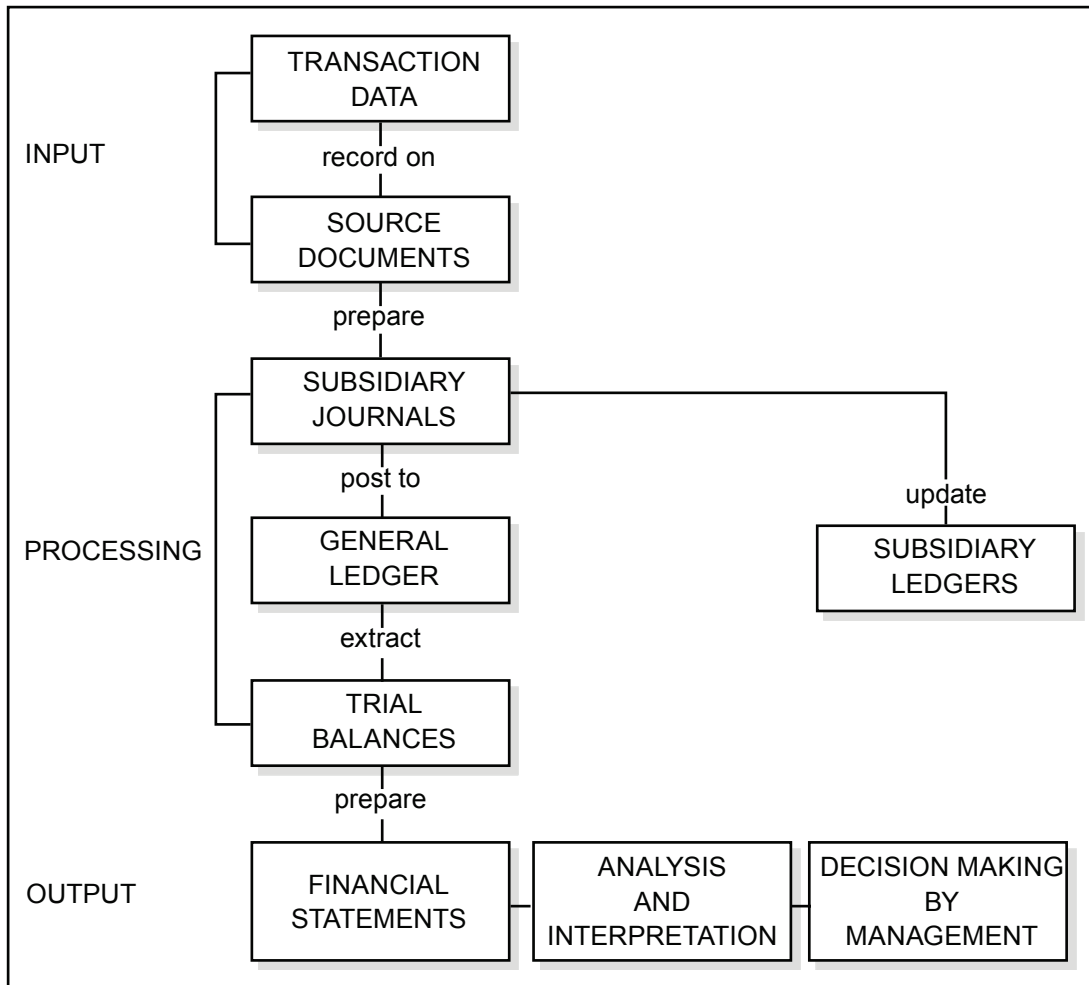 TRANSACTION
DATA
INPUT
record on
SOURCE
DOCUMENTS
prepare
SUBSIDIARY
JOURNALS
post to
update
PROCESSING
GENERAL
LEDGER
SUBSIDIARY
LEDGERS
extract
TRIAL
BALANCES
prepare
OUTPUT
FINANCIAL
STATEMENTS
ANALYSIS
AND
INTERPRETATION
DECISION MAKING
BY
MANAGEMENT